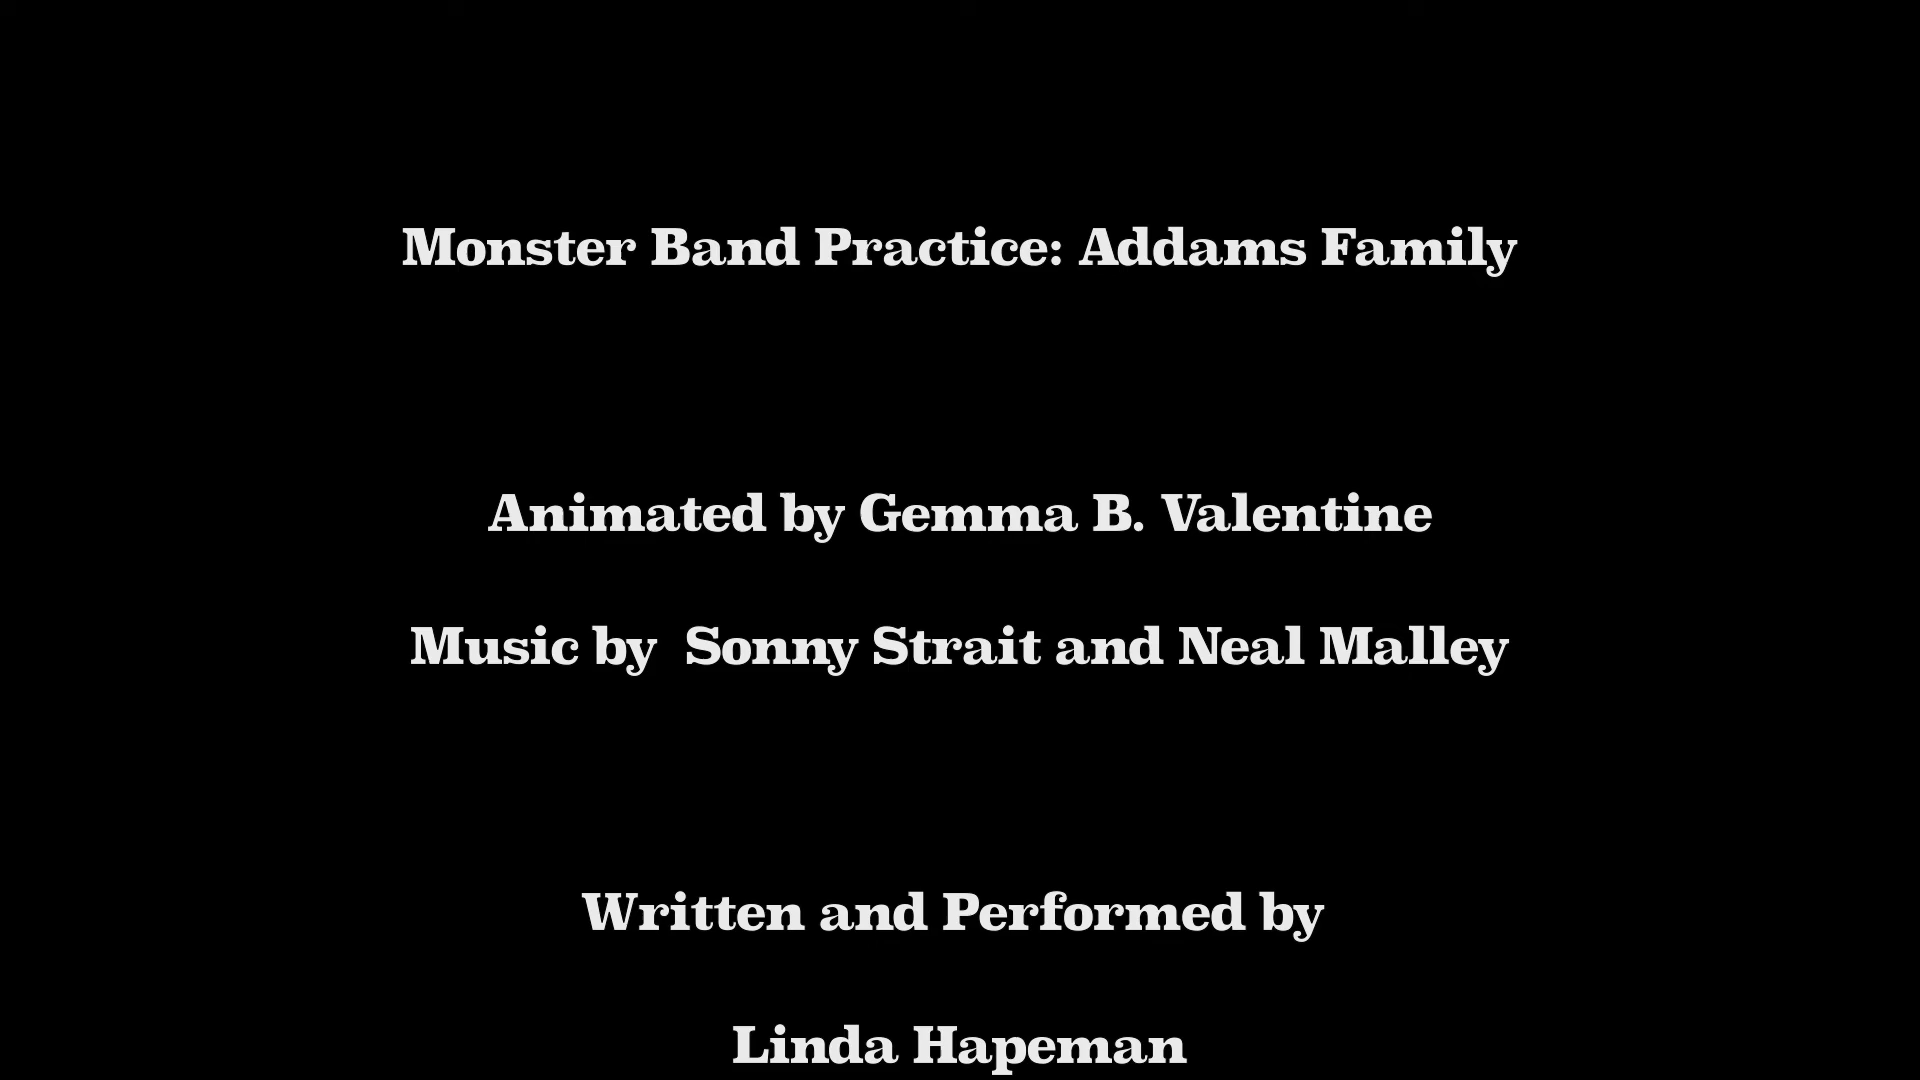 Monster Band Practice: Addams Family
Animated by Gemma B. Valentine
Music by  Sonny Strait and Neal Malley
Written and Performed by
Linda Hapeman